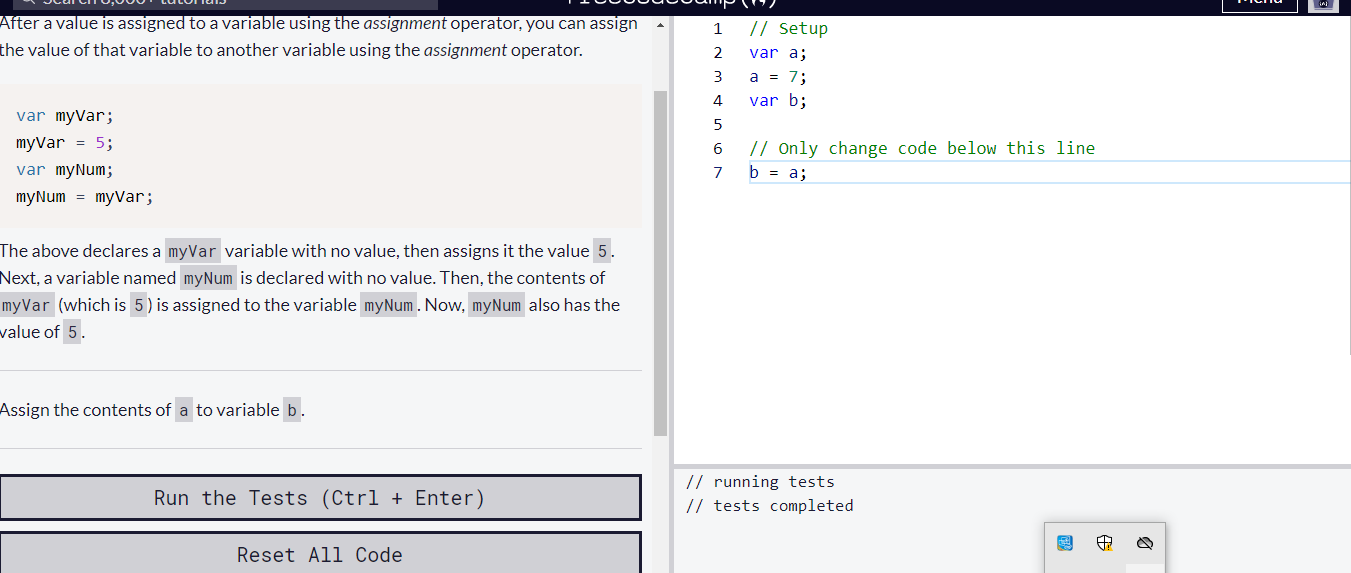 Search 8,000+ tutorials
Menu
After a value is assigned to a variable using the assignment operator, you can assign
the value of that variable to another variable using the assignment operator.
var myVar;
myVar = 5;
var myNum;
myNum = myVar;
The above declares a myVar variable with no value, then assigns it the value 5.
Next, a variable named myNum is declared with no value. Then, the contents of
myVar (which is 5) is assigned to the variable myNum. Now, myNum also has the
value of 5.
Assign the contents of a to variable b.
Run the Tests (Ctrl + Enter)
Reset All Code
1 // Setup
2 var a;
3 a = 7;
4 var b;
5
6 // Only change code below this line
7 b = a;
// running tests
// tests completed